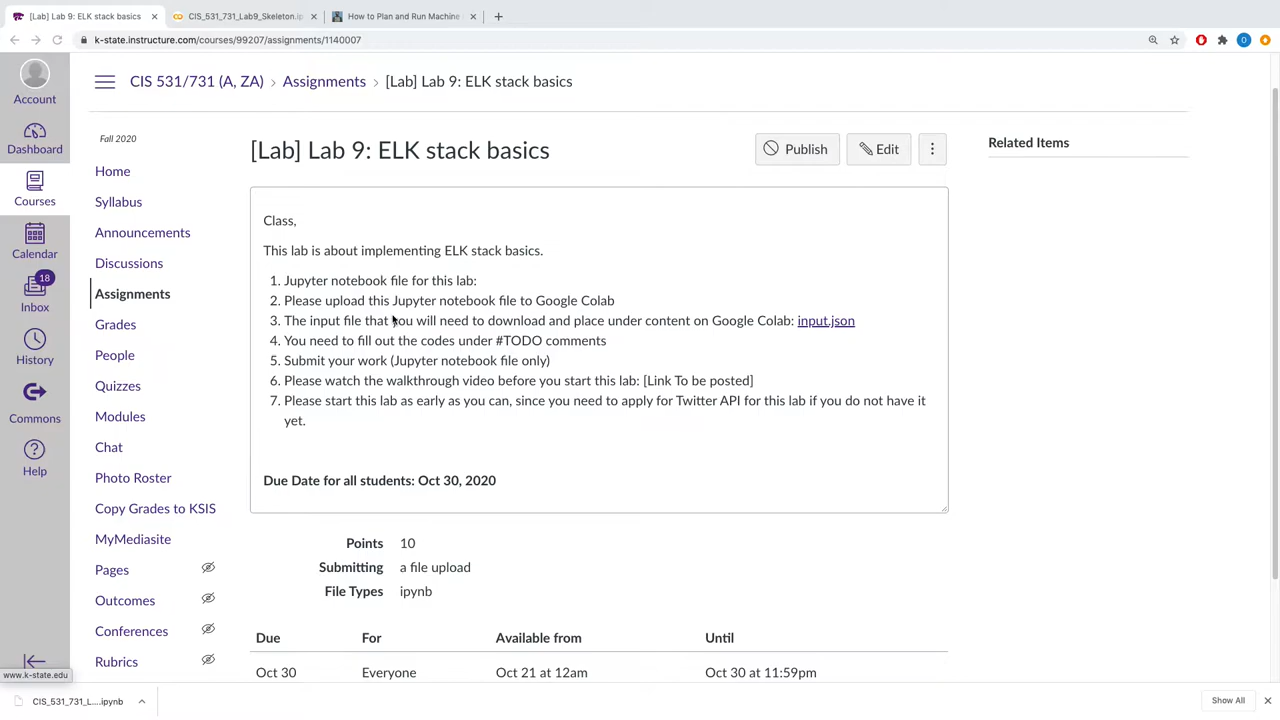 [Lab] Lab 9: ELK stack basics
CIS_531_731_Lab9_Skeleton.ip
How to Plan and Run Machine
k-state.instructure.com/courses/99207/assignments/1140007
CIS 531/731 (A, ZA) > Assignments > [Lab] Lab 9: ELK stack basics
Account
Dashboard
Courses
Calendar
18
Inbox
History
Commons
Help
Fall 2020
Home
Syllabus
Announcements
Discussions
Assignments
Grades
People
Quizzes
Modules
Chat
Photo Roster
Copy Grades to KSIS
MyMediasite
Pages
Outcomes
Conferences
Rubrics
[Lab] Lab 9: ELK stack basics
Publish
Edit
Related Items
Class,
This lab is about implementing ELK stack basics.
1. Jupyter notebook file for this lab:
2. Please upload this Jupyter notebook file to Google Colab
3. The input file that you will need to download and place under content on Google Colab: input.json
4. You need to fill out the codes under #TODO comments
5. Submit your work (Jupyter notebook file only)
6. Please watch the walkthrough video before you start this lab: [Link To be posted]
7. Please start this lab as early as you can, since you need to apply for Twitter API for this lab if you do not have it
yet.
Due Date for all students: Oct 30, 2020
Points 10
Submitting a file upload
File Types ipynb
Due For Available from Until
Oct 30 Everyone Oct 21 at 12am Oct 30 at 11:59pm
www.k-state.edu
CIS_531_731_L....ipynb
Show All